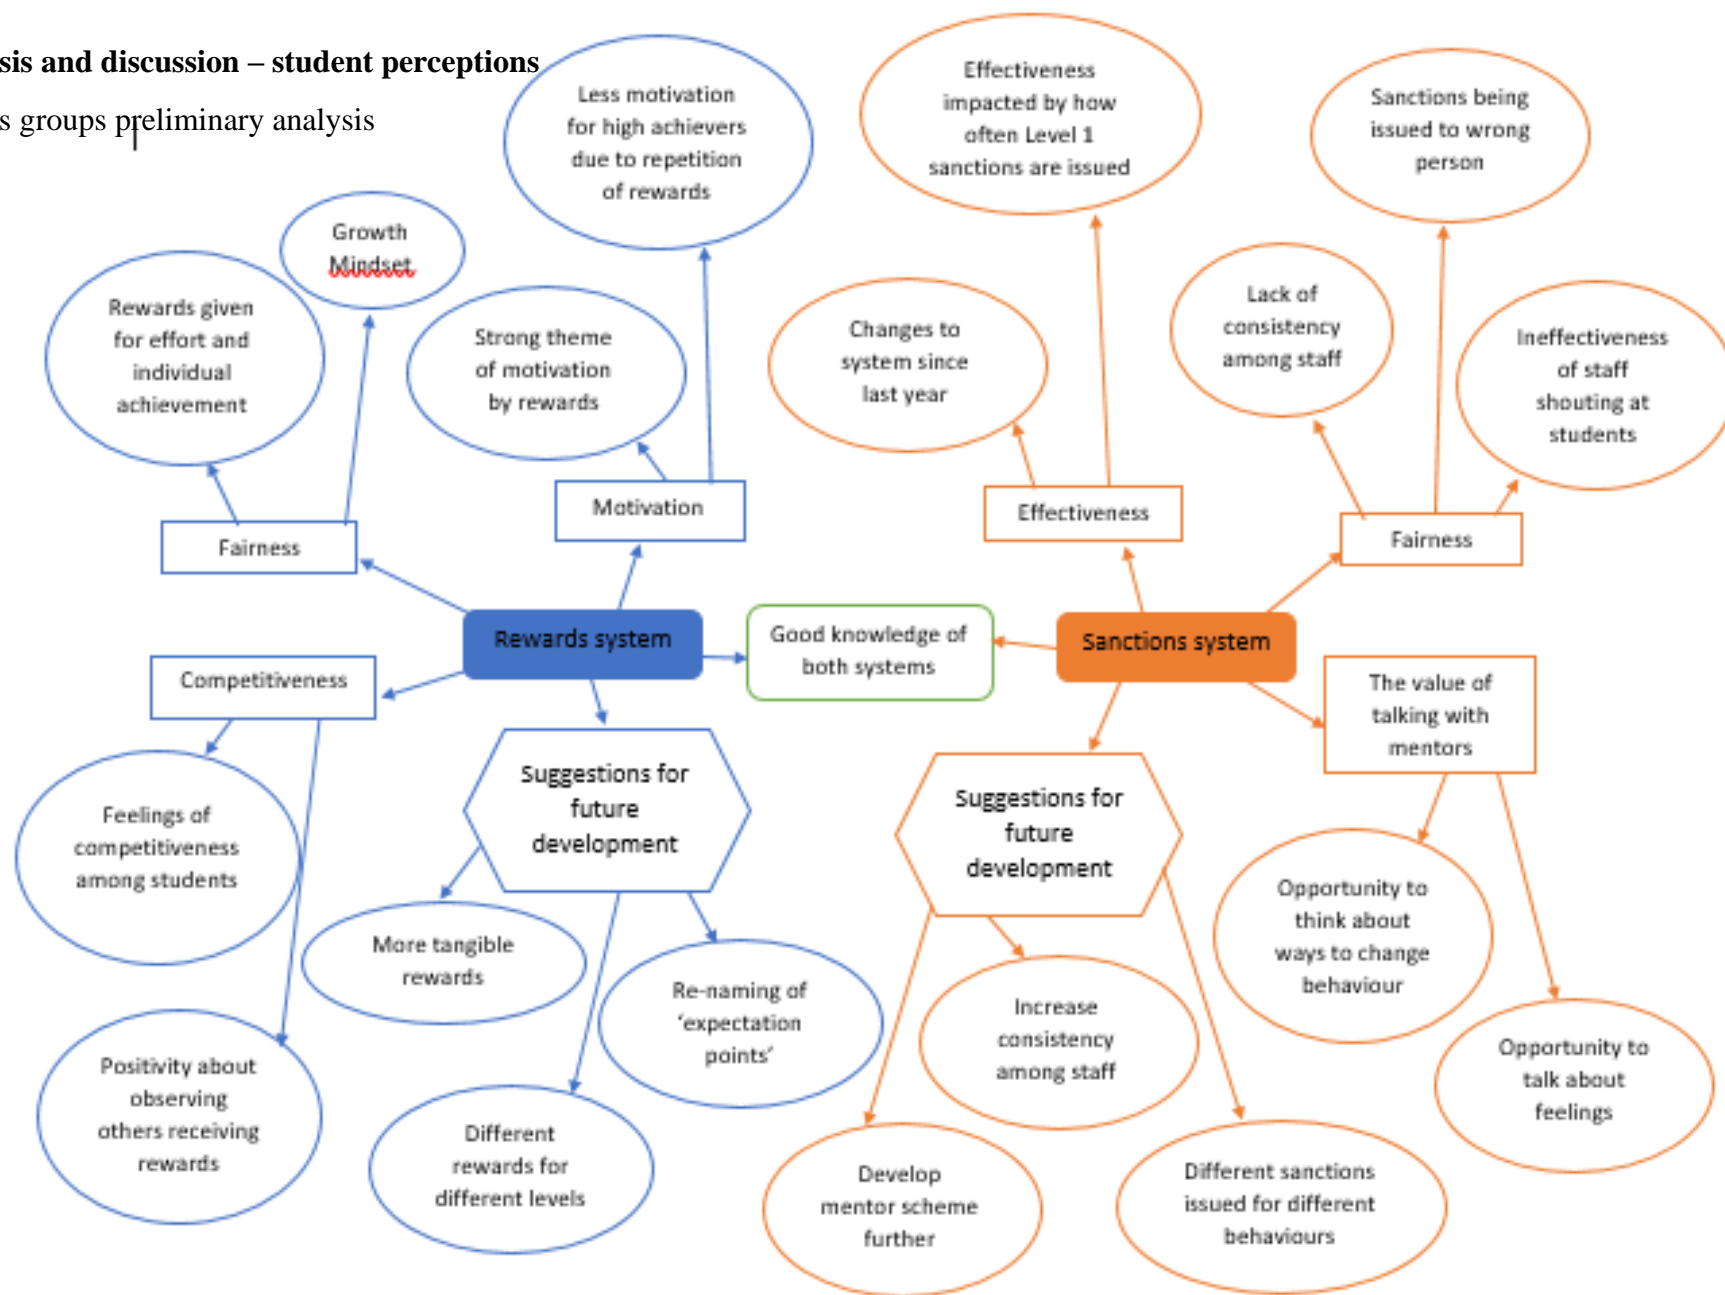 sis and discussion – student perceptions
s groups preliminary analysis
Less motivation
for high achievers
due to repetition
of rewards
Effectiveness
impacted by how
often Level 1
sanctions are issued
Sanctions being
issued to wrong
person
Growth
Mindset
Rewards given
for effort and
individual
achievement
Strong theme
of motivation
by rewards
Changes to
system since
last year
Lack of
consistency
among staff
Ineffectiveness
of staff
shouting at
students
Fairness
Motivation
Effectiveness
Fairness
Rewards system
Good knowledge of
both systems
Sanctions system
Competitiveness
The value of
talking with
mentors
Suggestions for
future
development
Suggestions for
future
development
Feelings of
competitiveness
among students
More tangible
rewards
Re-naming of
‘expectation
points’
Increase
consistency
among staff
Opportunity to
think about
ways to change
behaviour
Opportunity to
talk about
feelings
Positivity about
observing
others receiving
rewards
Different
rewards for
different levels
Develop
mentor scheme
further
Different sanctions
issued for different
behaviours